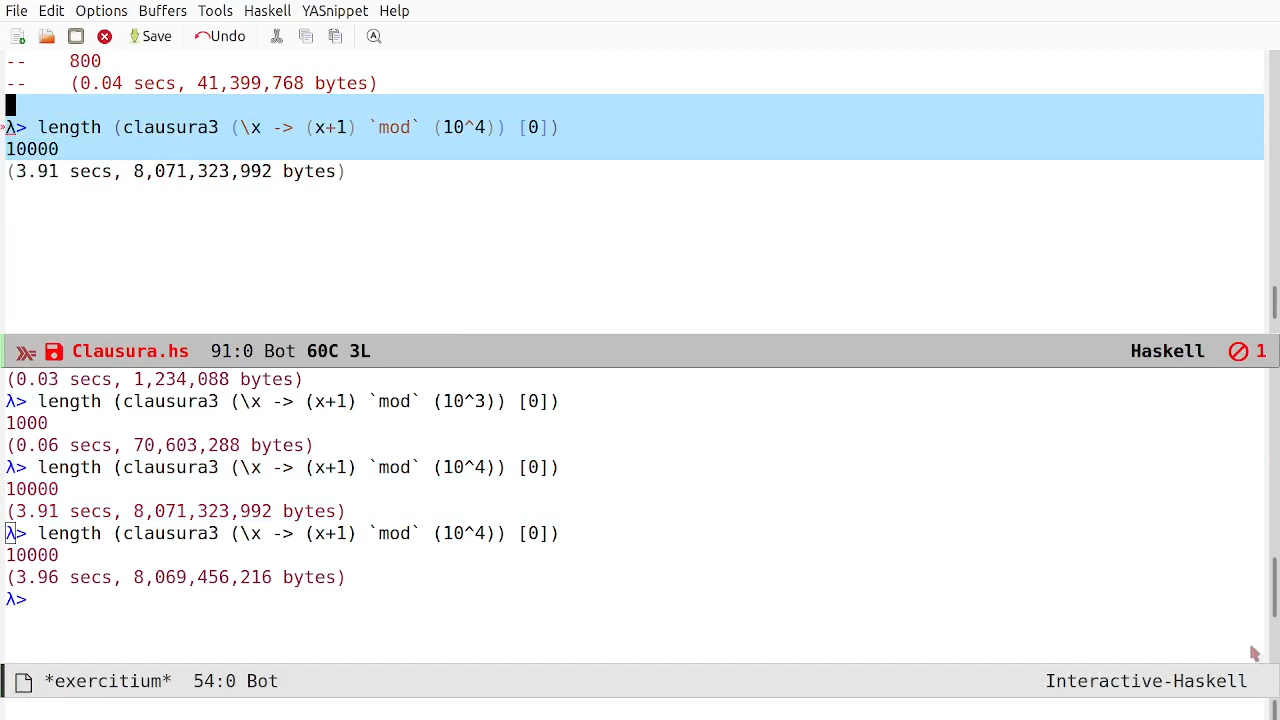 File Edit Options Buffers Tools Haskell YASnippet Help
Save Undo
-- 800
-- (0.04 secs, 41,399,768 bytes)
λ> length (clausura3 (\x -> (x+1) `mod` (10^4)) [0])
10000
(3.91 secs, 8,071,323,992 bytes)
Clausura.hs 91:0 Bot 60C 3L Haskell 1
(0.03 secs, 1,234,088 bytes)
λ> length (clausura3 (\x -> (x+1) `mod` (10^3)) [0])
1000
(0.06 secs, 70,603,288 bytes)
λ> length (clausura3 (\x -> (x+1) `mod` (10^4)) [0])
10000
(3.91 secs, 8,071,323,992 bytes)
λ> length (clausura3 (\x -> (x+1) `mod` (10^4)) [0])
10000
(3.96 secs, 8,069,456,216 bytes)
λ>
*exercitium* 54:0 Bot Interactive-Haskell